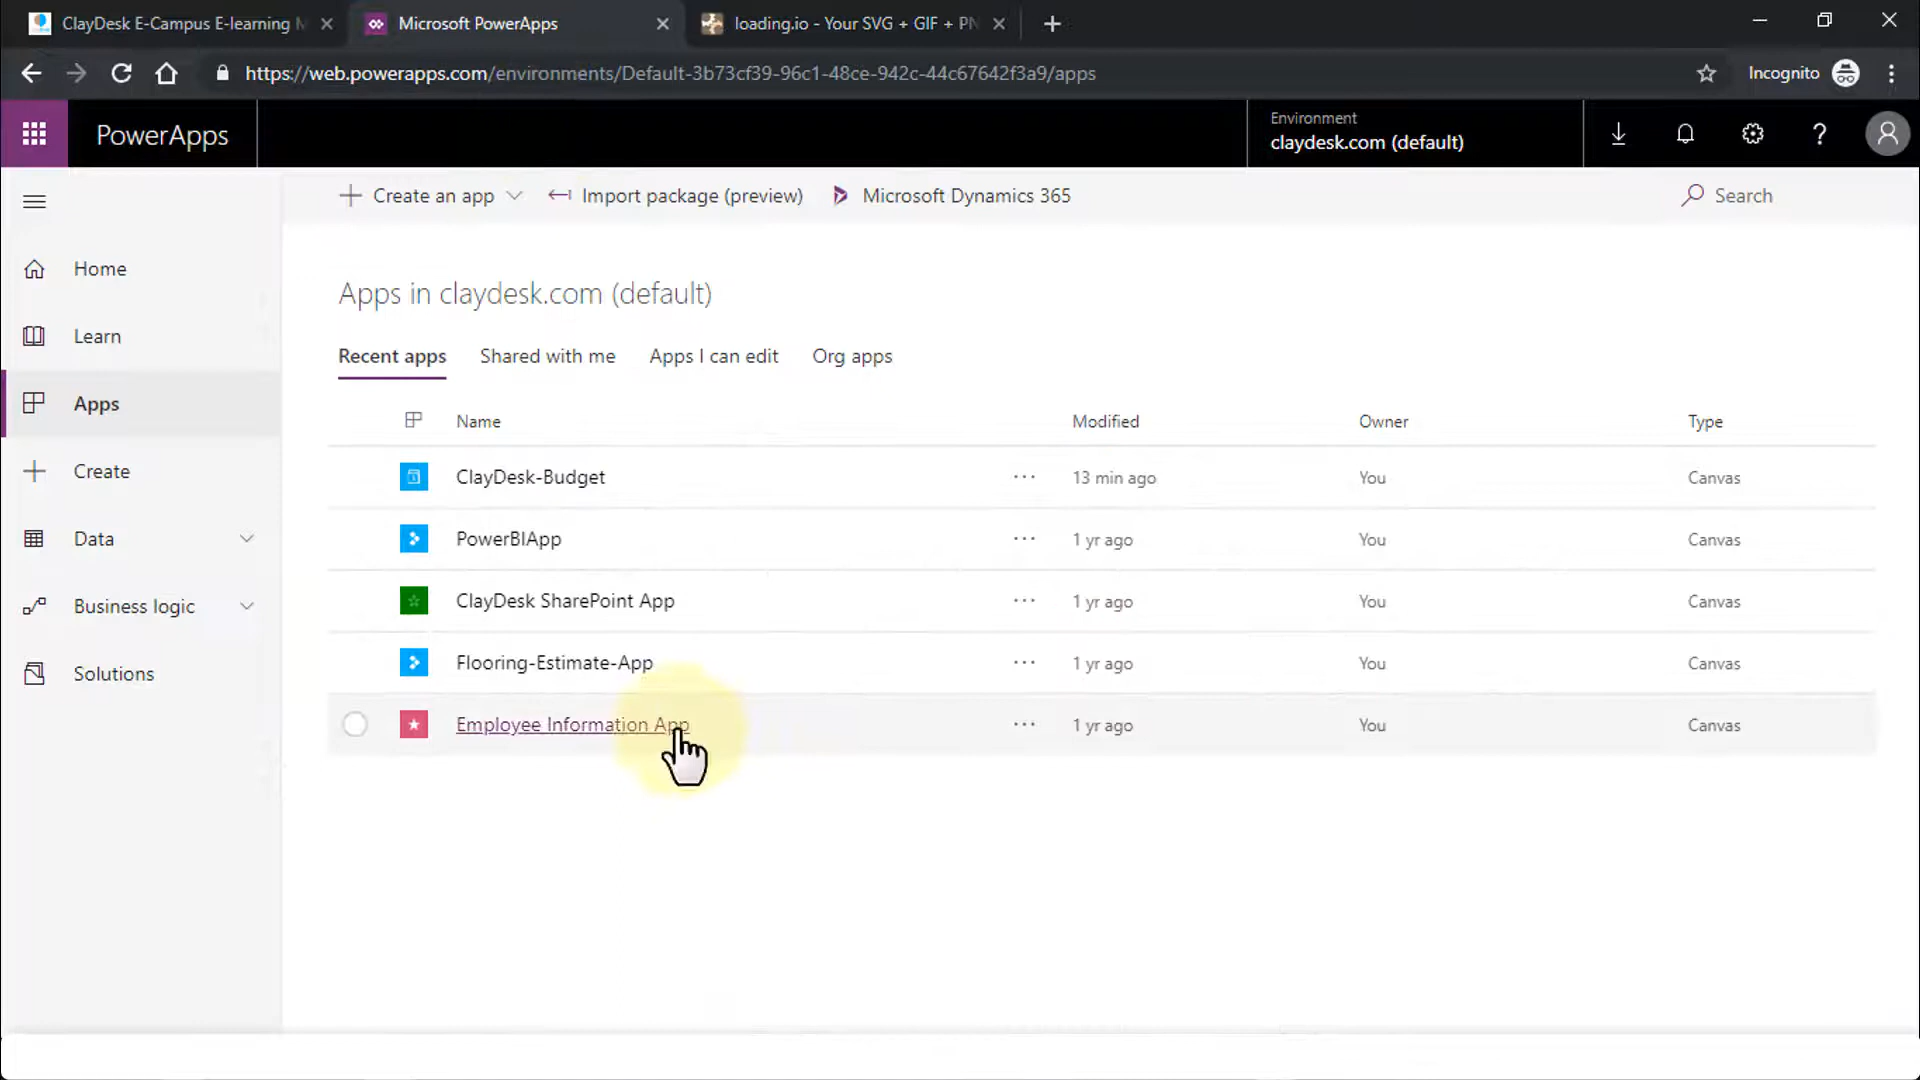 ClayDesk E-Campus E-learning M
Microsoft PowerApps
loading.io - Your SVG + GIF + PN
https://web.powerapps.com/environments/Default-3b73cf39-96c1-48ce-942c-44c67642f3a9/apps
Incognito
PowerApps
Environment
claydesk.com (default)
Create an app
Import package (preview)
Microsoft Dynamics 365
Search
Home
Learn
Apps
Create
Data
Business logic
Solutions
Apps in claydesk.com (default)
Recent apps Shared with me Apps I can edit Org apps
Name Modified Owner Type
ClayDesk-Budget ... 13 min ago You Canvas
PowerBIApp ... 1 yr ago You Canvas
ClayDesk SharePoint App ... 1 yr ago You Canvas
Flooring-Estimate-App ... 1 yr ago You Canvas
Employee Information App ... 1 yr ago You Canvas